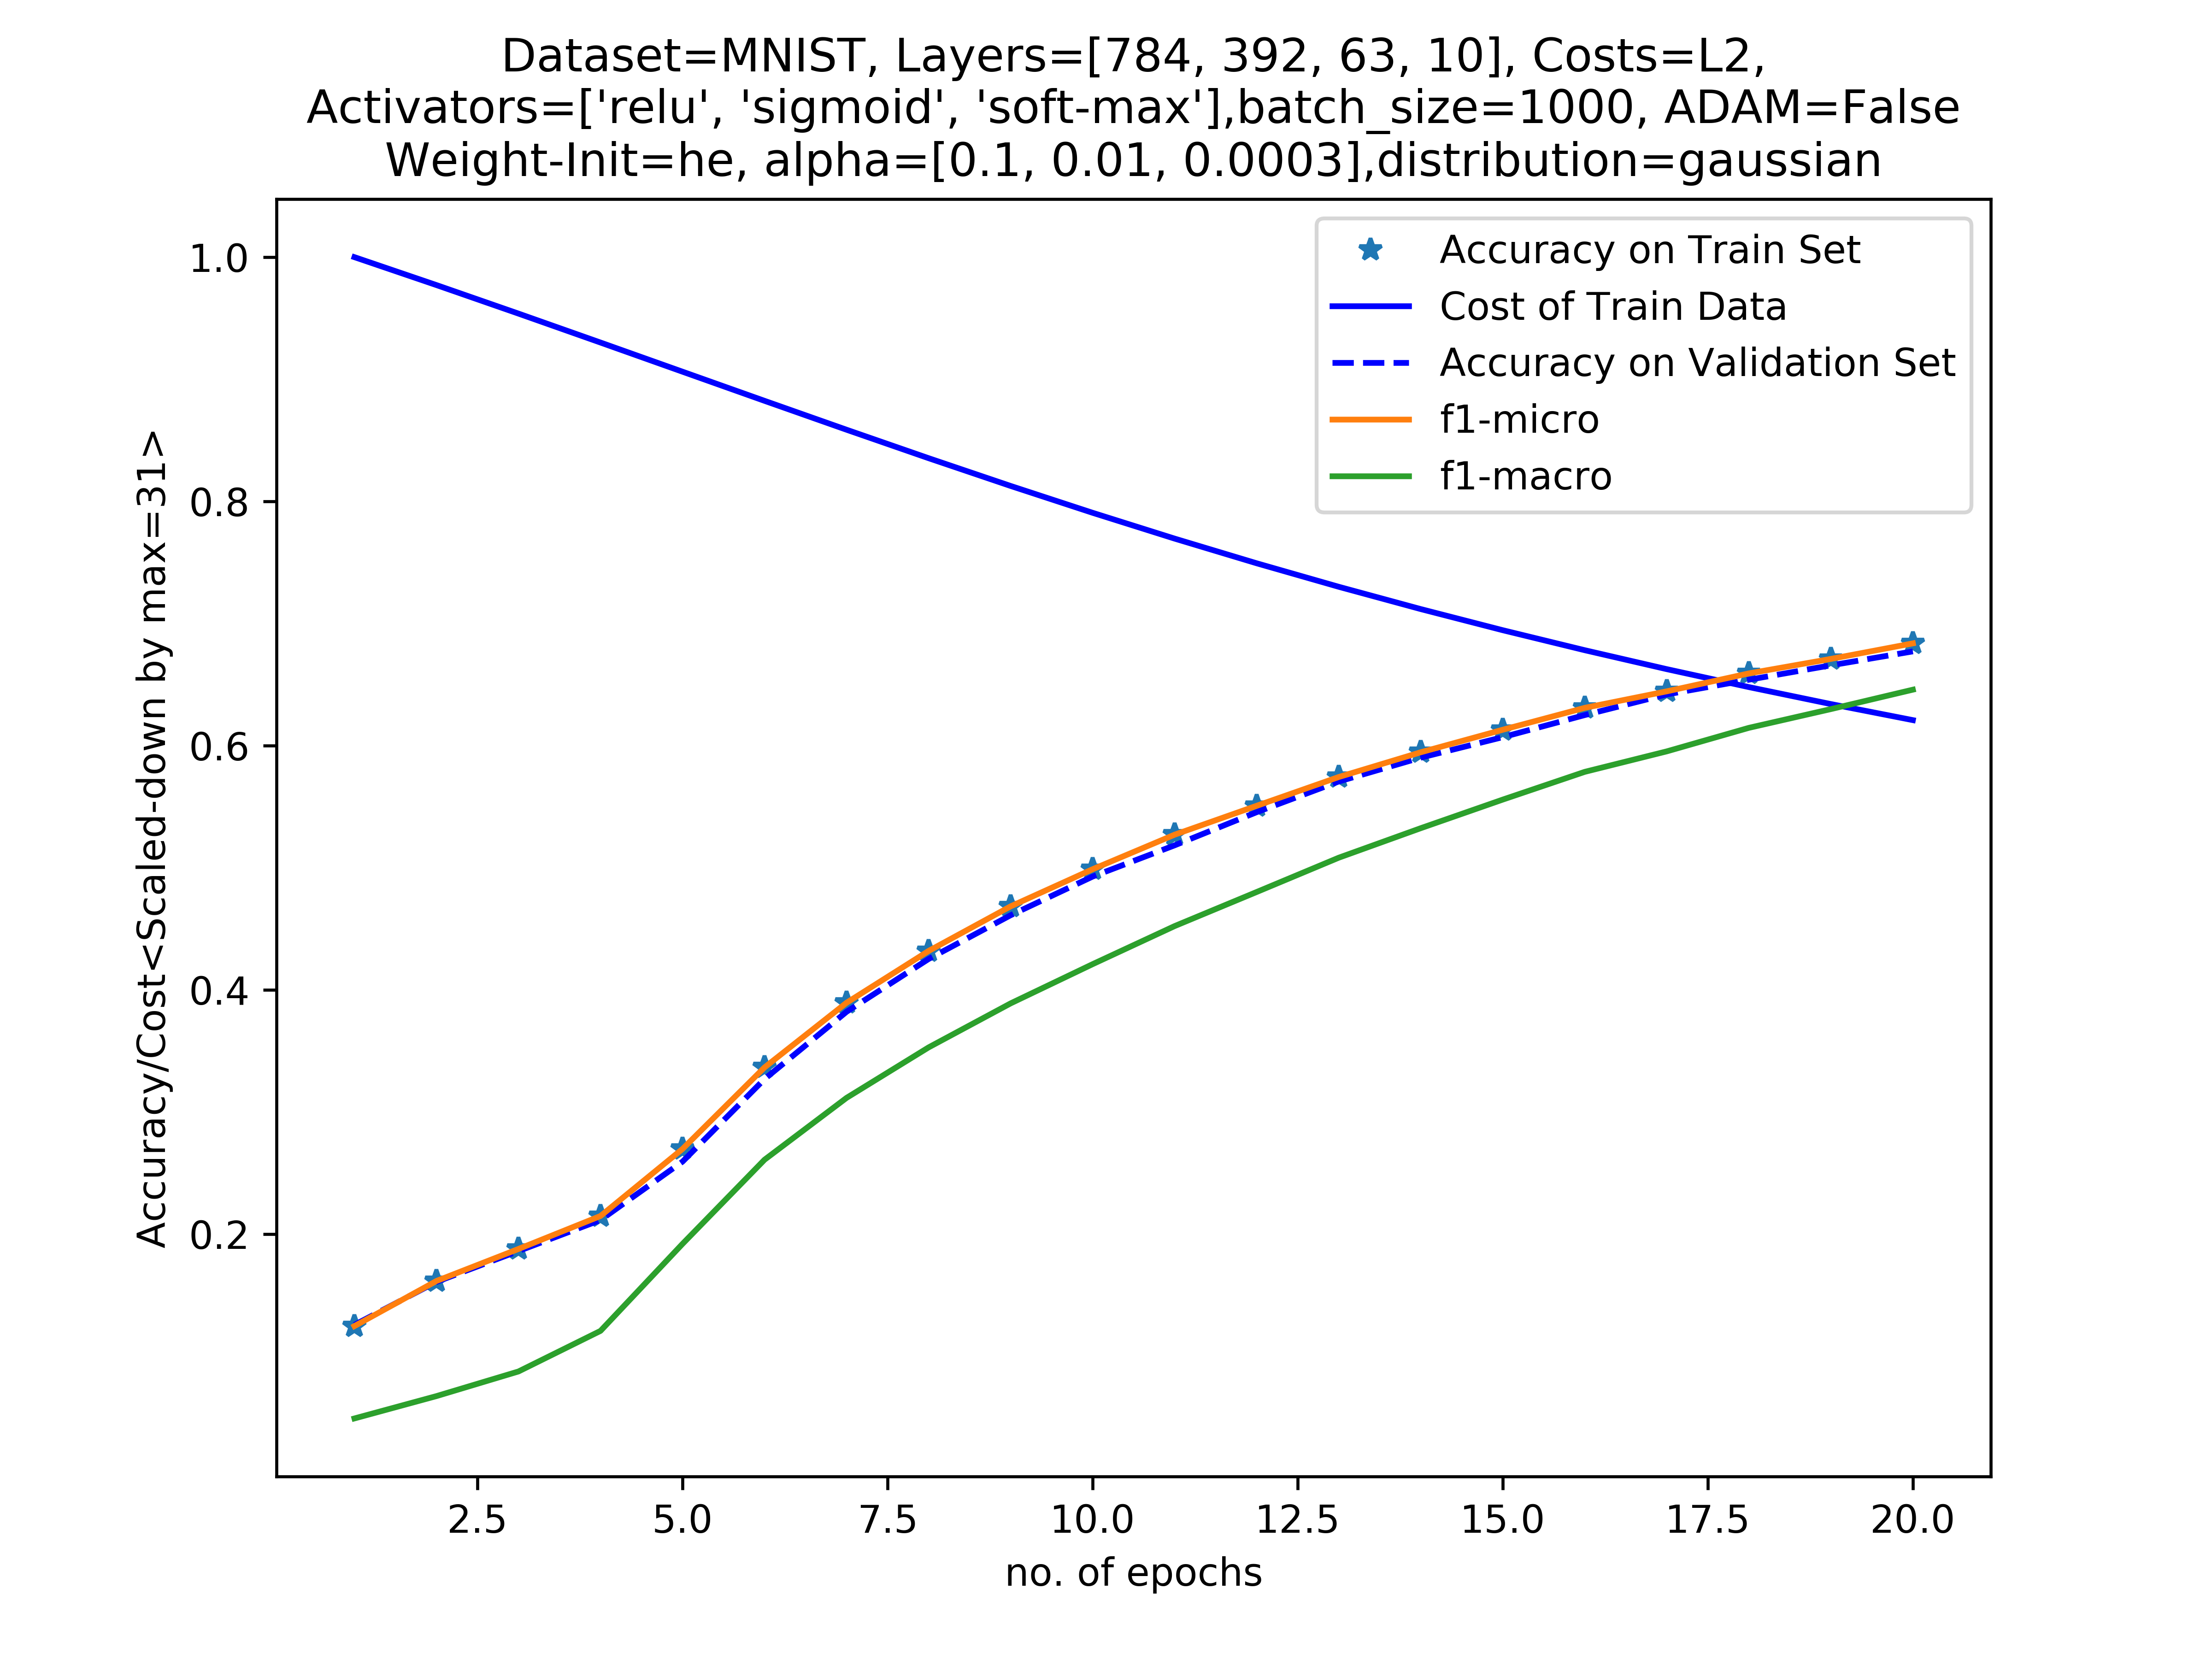 Dataset=MNIST, Layers=[784, 392, 63, 10], Costs=L2,
Activators=['relu', 'sigmoid', 'soft-max'],batch_size=1000, ADAM=False
Weight-Init=he, alpha=[0.1, 0.01, 0.0003],distribution=gaussian
Accuracy on Train Set
Cost of Train Data
Accuracy on Validation Set
f1-micro
f1-macro
Accuracy/Cost<Scaled-down by max=31>
1.0
0.8
0.6
0.4
0.2
2.5 5.0 7.5 10.0 12.5 15.0 17.5 20.0
no. of epochs